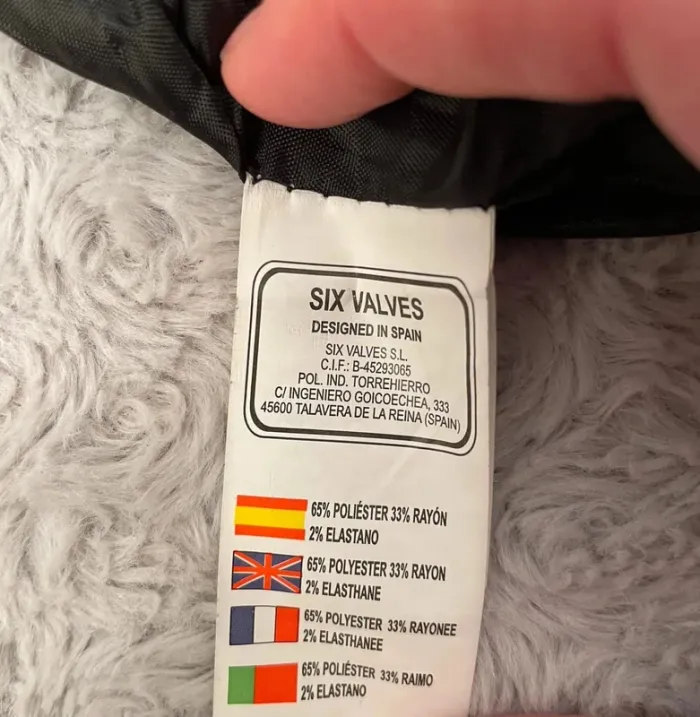 SIX VALVES
DESIGNED IN SPAIN
SIX VALVES S.L.
C.I.F.: B-45293065
POL. IND. TORREHIERRO
C/ INGENIERO GOICOECHEA, 333
45600 TALAVERA DE LA REINA (SPAIN)
65% POLIÉSTER 33% RAYÓN
2% ELASTANO
65% POLYESTER 33% RAYON
2% ELASTHANE
65% POLYESTER 33% RAYONEE
2% ELASTHANEE
65% POLIÉSTER 33% RAIMO
2% ELASTANO